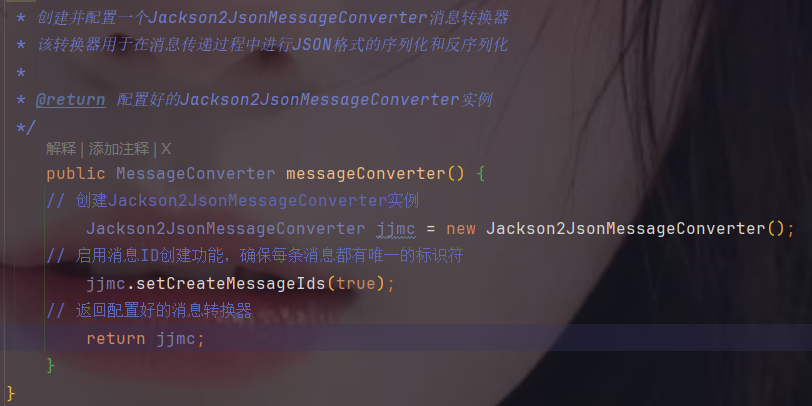 * 创建并配置一个Jackson2JsonMessageConverter消息转换器
* 该转换器用于在消息传递过程中进行JSON格式的序列化和反序列化
*
* @return 配置好的Jackson2JsonMessageConverter实例
*/
解释 | 添加注释 | X
public MessageConverter messageConverter() {
// 创建Jackson2JsonMessageConverter实例
Jackson2JsonMessageConverter jjmc = new Jackson2JsonMessageConverter();
// 启用消息ID创建功能，确保每条消息都有唯一的标识符
jjmc.setCreateMessageIds(true);
// 返回配置好的消息转换器
return jjmc;
}
}